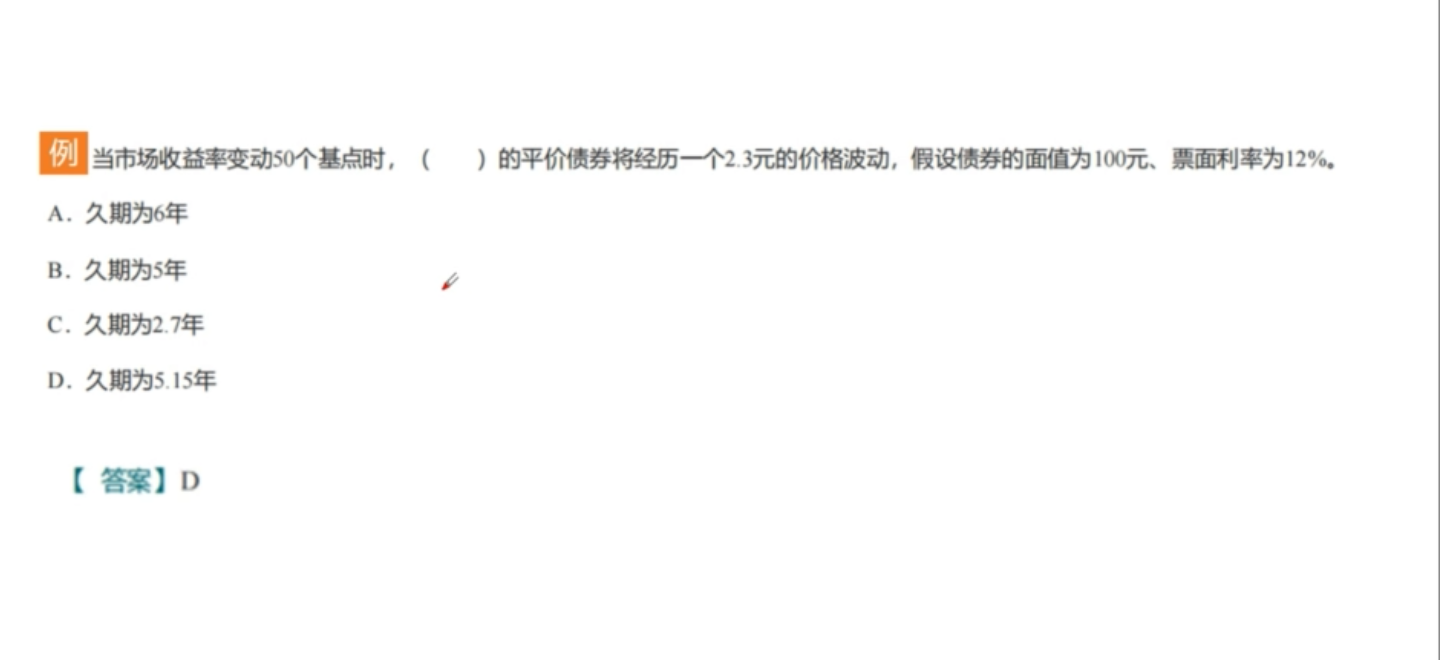 例 当市场收益率变动50个基点时，（　　）的平价债券将经历一个2.3元的价格波动，假设债券的面值为100元、票面利率为12%。
A. 久期为6年
B. 久期为5年
C. 久期为2.7年
D. 久期为5.15年
【 答案】D